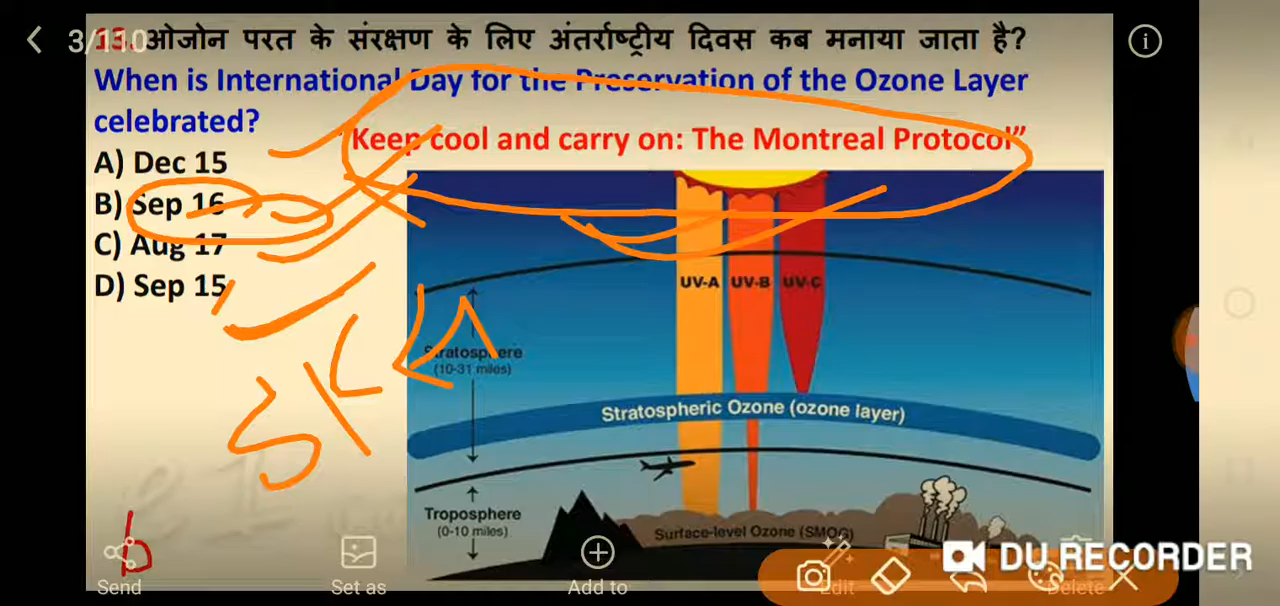 3/110
13. ओजोन परत के संरक्षण के लिए अंतर्राष्ट्रीय दिवस कब मनाया जाता है?
When is International Day for the Preservation of the Ozone Layer
celebrated?
Keep cool and carry on: The Montreal Protocol”
A) Dec 15
B) Sep 16
C) Aug 17
D) Sep 15
UV-A UV-B UV-C
Stratosphere
(10-31 miles)
Stratospheric Ozone (ozone layer)
Troposphere
(0-10 miles)
Surface-level Ozone (SMOG)
b
DU RECORDER
Send
Set as
Add to
Edit
Delete